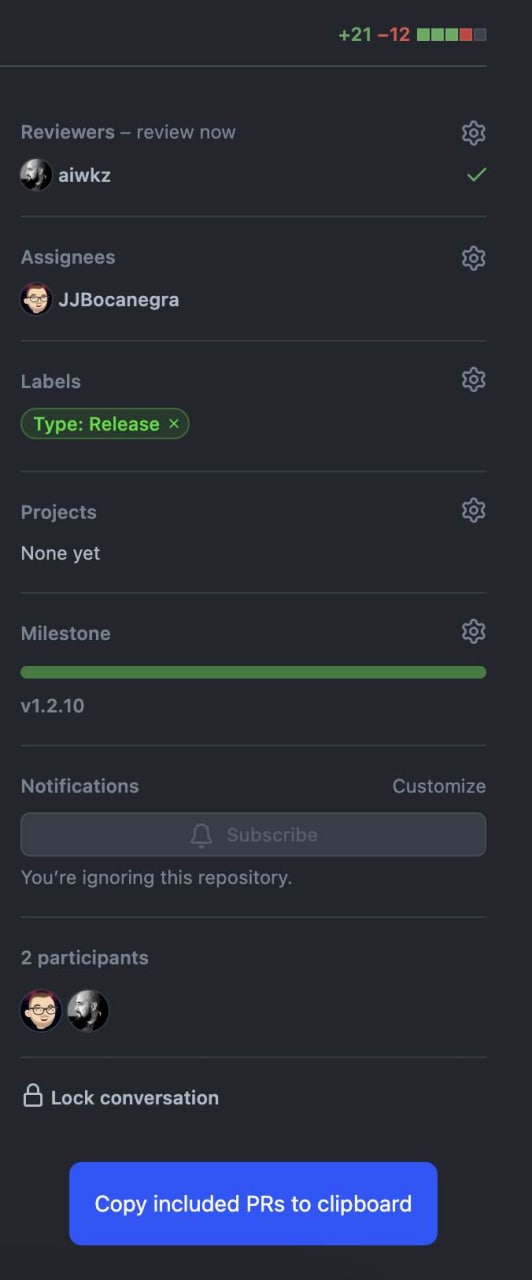 +21 −12
Reviewers – review now
aiwkz
Assignees
JJBocanegra
Labels
Type: Release ×
Projects
None yet
Milestone
v1.2.10
Notifications Customize
Subscribe
You’re ignoring this repository.
2 participants
Lock conversation
Copy included PRs to clipboard